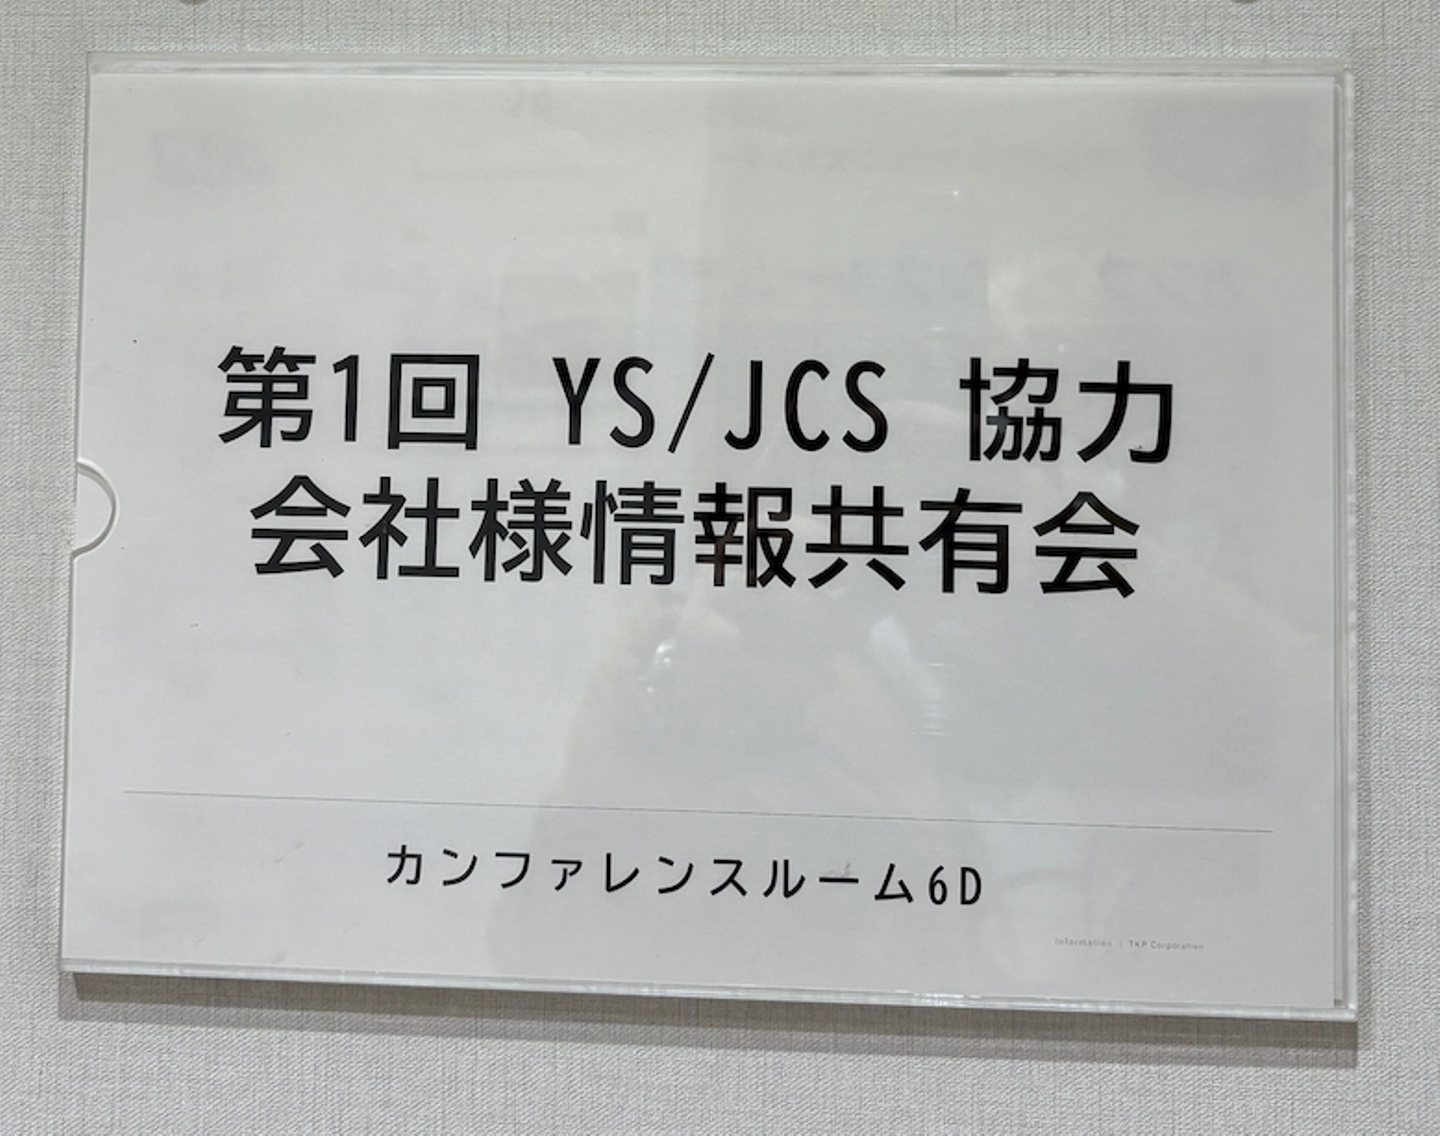 第1回 YS/JCS 協力
会社様情報共有会
カンファレンスルーム6D
Information | TKP Corporation